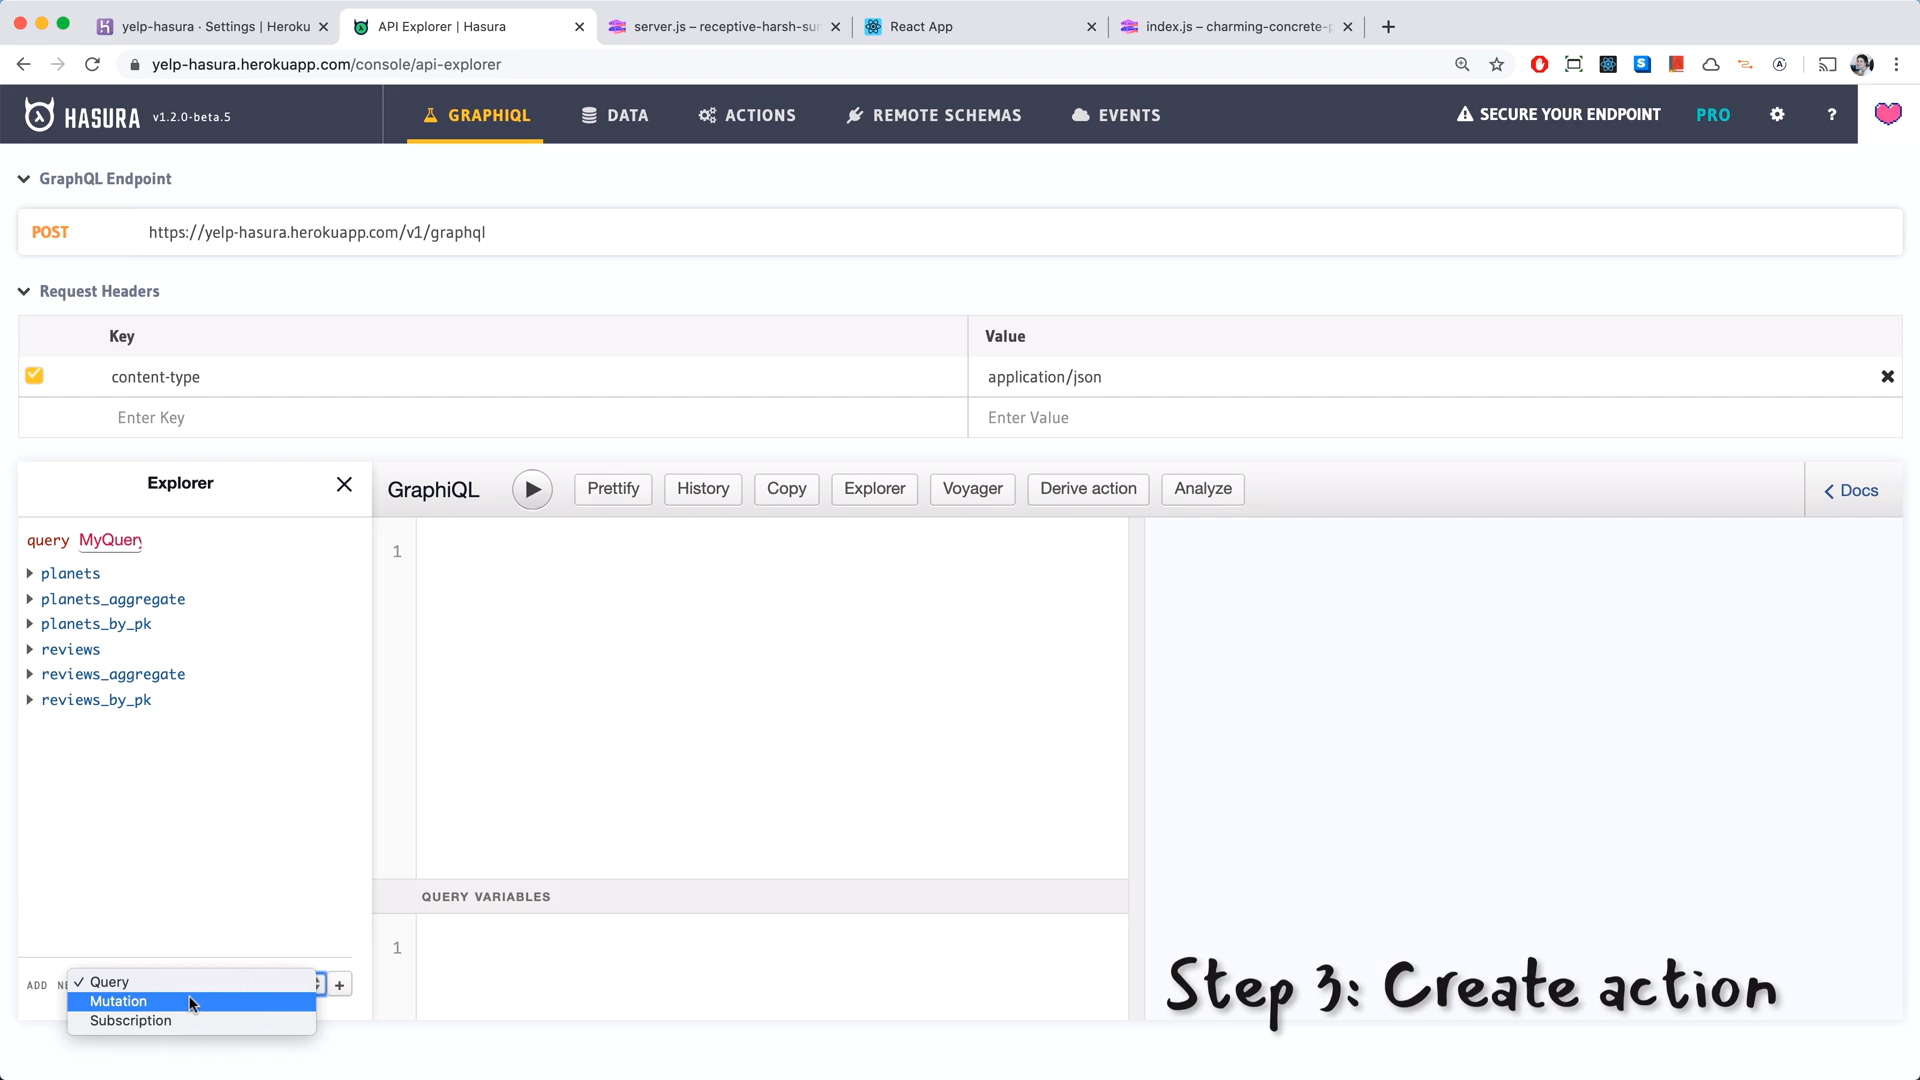 yelp-hasura · Settings | Heroku
API Explorer | Hasura
server.js – receptive-harsh-sun
React App
index.js – charming-concrete-p
yelp-hasura.herokuapp.com/console/api-explorer
HASURA v1.2.0-beta.5
GRAPHIQL
DATA
ACTIONS
REMOTE SCHEMAS
EVENTS
SECURE YOUR ENDPOINT
PRO
?
GraphQL Endpoint
POST https://yelp-hasura.herokuapp.com/v1/graphql
Request Headers
Key Value
content-type application/json
Enter Key Enter Value
Explorer
GraphiQL
Prettify
History
Copy
Explorer
Voyager
Derive action
Analyze
Docs
query MyQuery
planets
planets_aggregate
planets_by_pk
reviews
reviews_aggregate
reviews_by_pk
1
QUERY VARIABLES
1
ADD NE
✓ Query
Mutation
Subscription
+
Step 3: Create action